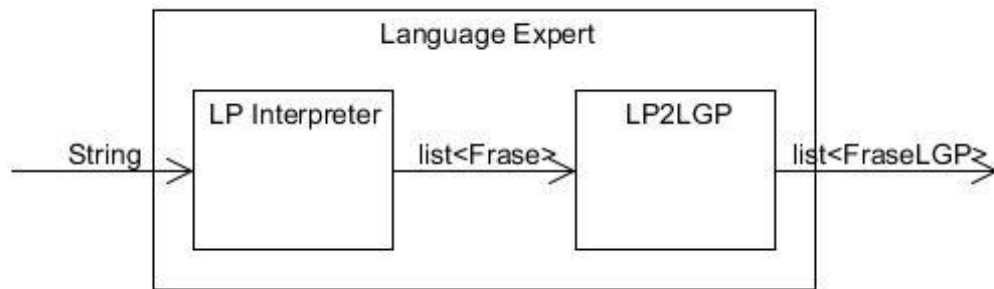 Language Expert
LP Interpreter
LP2LGP
String
list<Frase>
list<FraseLGP>